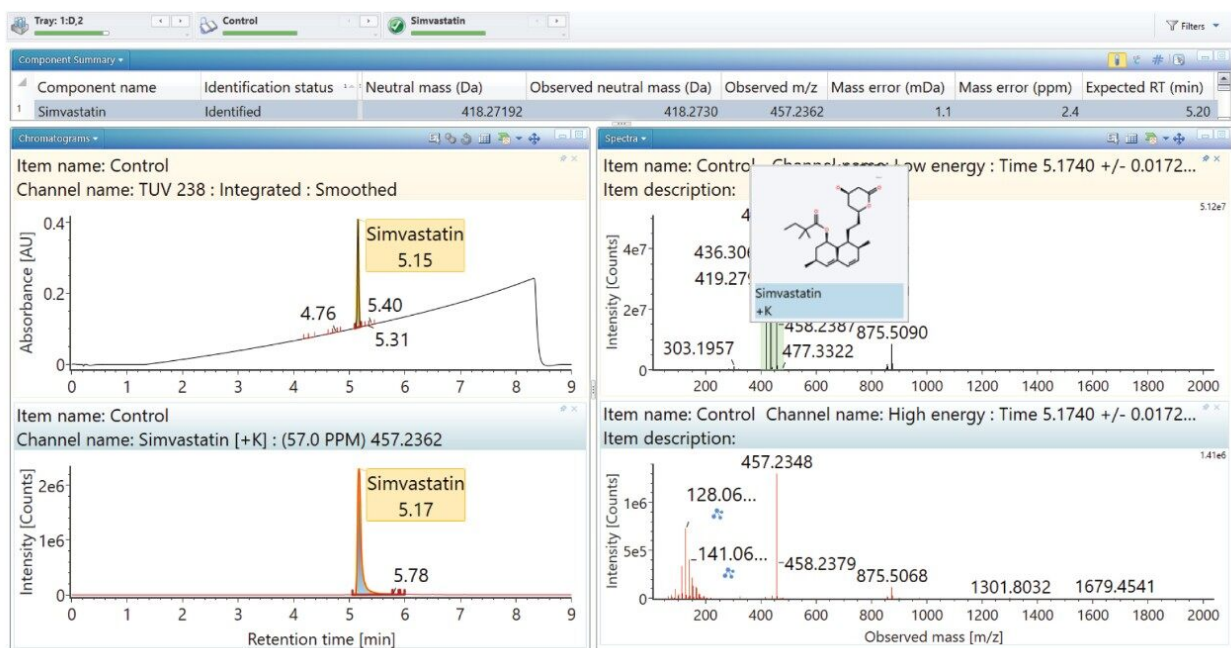 Tray: 1:D,2
Control
Simvastatin
Filters
Component Summary
Component name Identification status Neutral mass (Da) Observed neutral mass (Da) Observed m/z Mass error (mDa) Mass error (ppm) Expected RT (min)
1 Simvastatin Identified 418.27192 418.2730 457.2362 1.1 2.4 5.20
Chromatograms
Item name: Control
Channel name: TUV 238 : Integrated : Smoothed
Absorbance [AU]
0.4
0.2
0
Simvastatin
5.15
4.76
5.40
5.31
0 1 2 3 4 5 6 7 8 9
Item name: Control
Channel name: Simvastatin [+K] : (57.0 PPM) 457.2362
Intensity [Counts]
2e6
1e6
0
Simvastatin
5.17
5.78
0 1 2 3 4 5 6 7 8 9
Retention time [min]
Spectra
Item name: Control Channel name: Low energy : Time 5.1740 +/- 0.0172...
Item description:
5.12e7
Intensity [Counts]
4e7
2e7
0
436.306
419.279
303.1957
Simvastatin
+K
458.2387
477.3322
875.5090
200 400 600 800 1000 1200 1400 1600 1800 2000
Item name: Control Channel name: High energy : Time 5.1740 +/- 0.0172...
Item description:
1.41e6
Intensity [Counts]
1e6
5e5
0
457.2348
128.06...
141.06...
458.2379
875.5068
1301.8032
1679.4541
200 400 600 800 1000 1200 1400 1600 1800 2000
Observed mass [m/z]